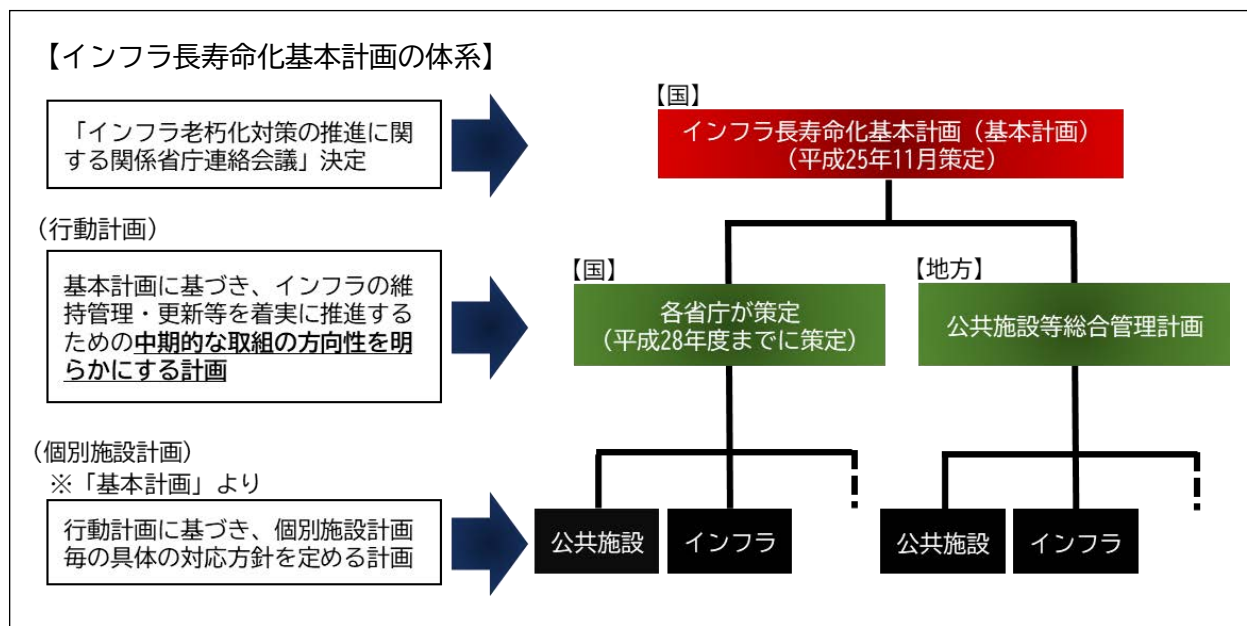 【インフラ長寿命化基本計画の体系】
「インフラ老朽化対策の推進に関
する関係省庁連絡会議」決定
【国】
インフラ長寿命化基本計画（基本計画）
（平成25年11月策定）
（行動計画）
基本計画に基づき、インフラの維
持管理・更新等を着実に推進する
ための中期的な取組の方向性を明
らかにする計画
【国】
各省庁が策定
（平成28年度までに策定）
【地方】
公共施設等総合管理計画
（個別施設計画）
※「基本計画」より
行動計画に基づき、個別施設計画
毎の具体の対応方針を定める計画
公共施設
インフラ
公共施設
インフラ